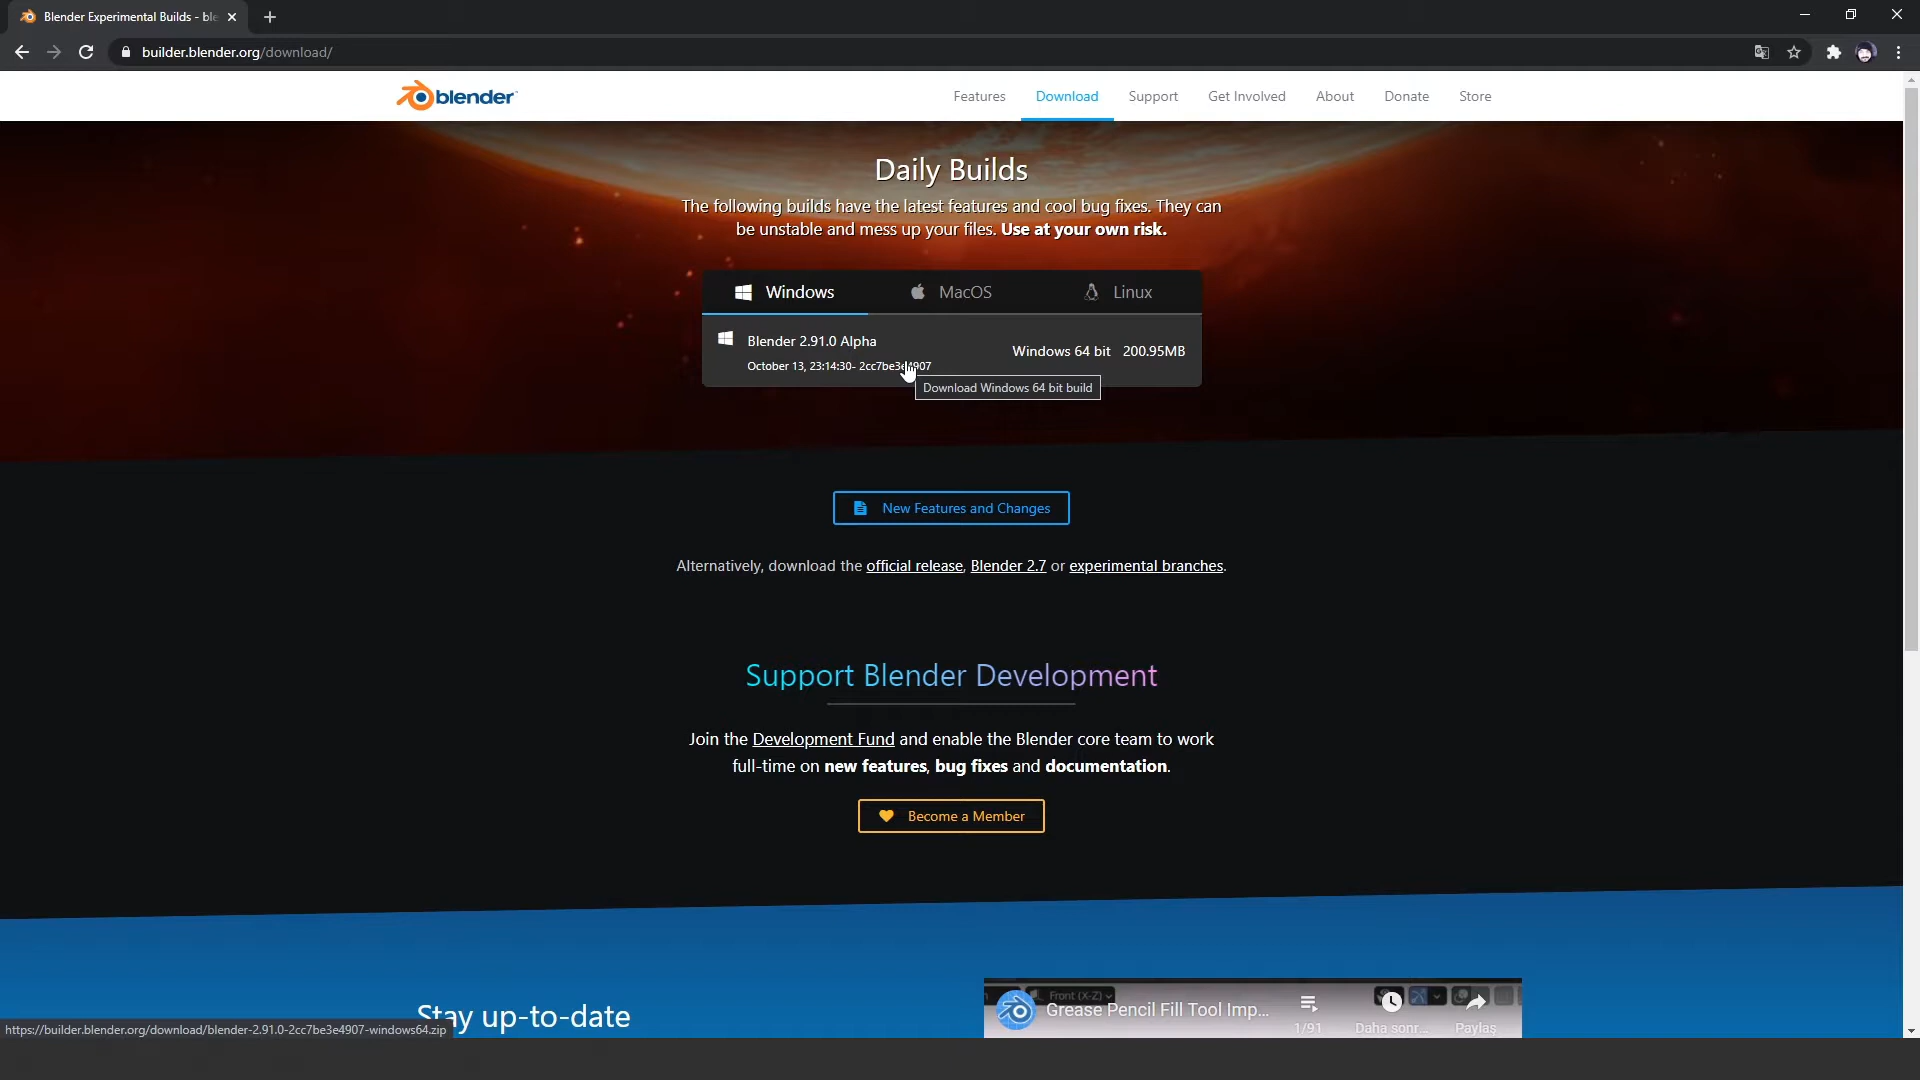 Blender Experimental Builds - ble
builder.blender.org/download/
blender
Features Download Support Get Involved About Donate Store
Daily Builds
The following builds have the latest features and cool bug fixes. They can
be unstable and mess up your files. Use at your own risk.
Windows MacOS Linux
Blender 2.91.0 Alpha
Windows 64 bit 200.95MB
October 13, 23:14:30- 2cc7be3e4907
Download Windows 64 bit build
New Features and Changes
Alternatively, download the official release, Blender 2.7 or experimental branches.
Support Blender Development
Join the Development Fund and enable the Blender core team to work
full-time on new features, bug fixes and documentation.
Become a Member
Front (X-Z)
Grease Pencil Fill Tool Imp...
Stay up-to-date
1/91 Daha sonr... Paylaş
https://builder.blender.org/download/blender-2.91.0-2cc7be3e4907-windows64.zip